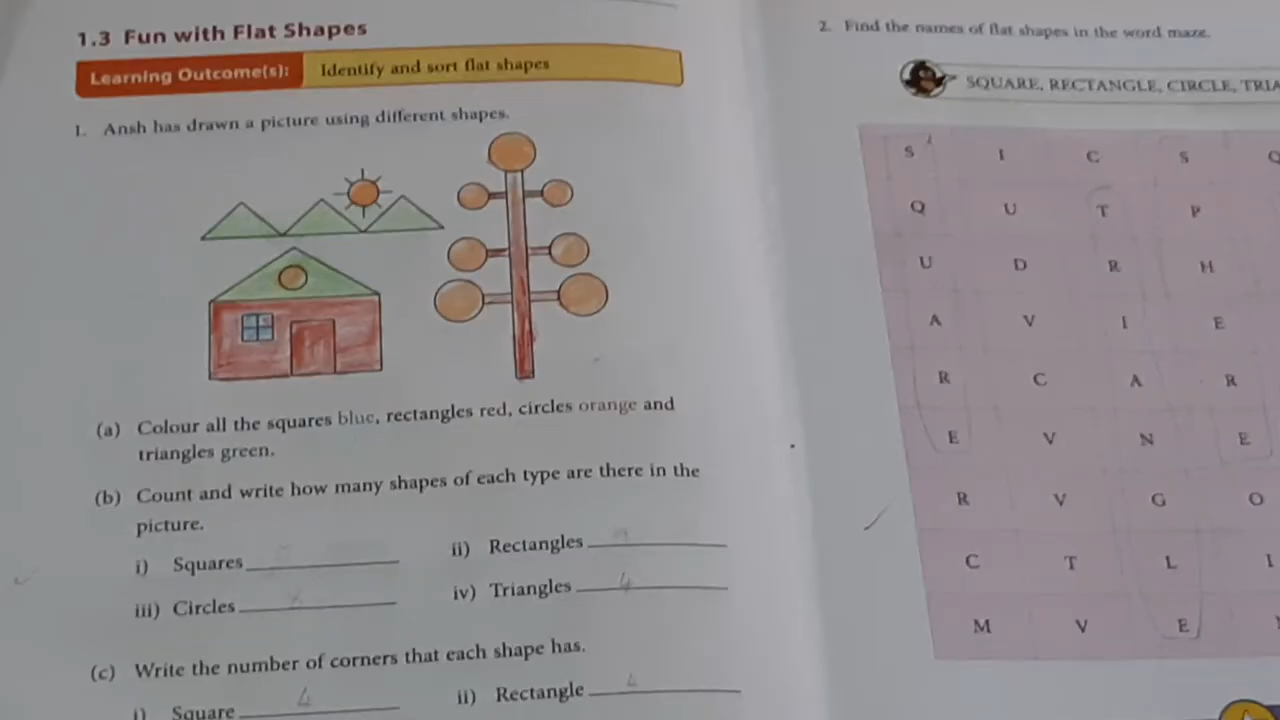 1.3 Fun with Flat Shapes
Learning Outcome(s): Identify and sort flat shapes
1. Ansh has drawn a picture using different shapes.
(a) Colour all the squares blue, rectangles red, circles orange and
triangles green.
(b) Count and write how many shapes of each type are there in the
picture.
i) Squares
ii) Rectangles
iii) Circles
iv) Triangles 4
(c) Write the number of corners that each shape has.
i) Square 4
ii) Rectangle 4
2. Find the names of flat shapes in the word maze.
SQUARE, RECTANGLE, CIRCLE, TRIA
S I C S Q
Q U T P
U D R H
A V I E
R C A R
E V N E
R V G O
C T L I
M V E